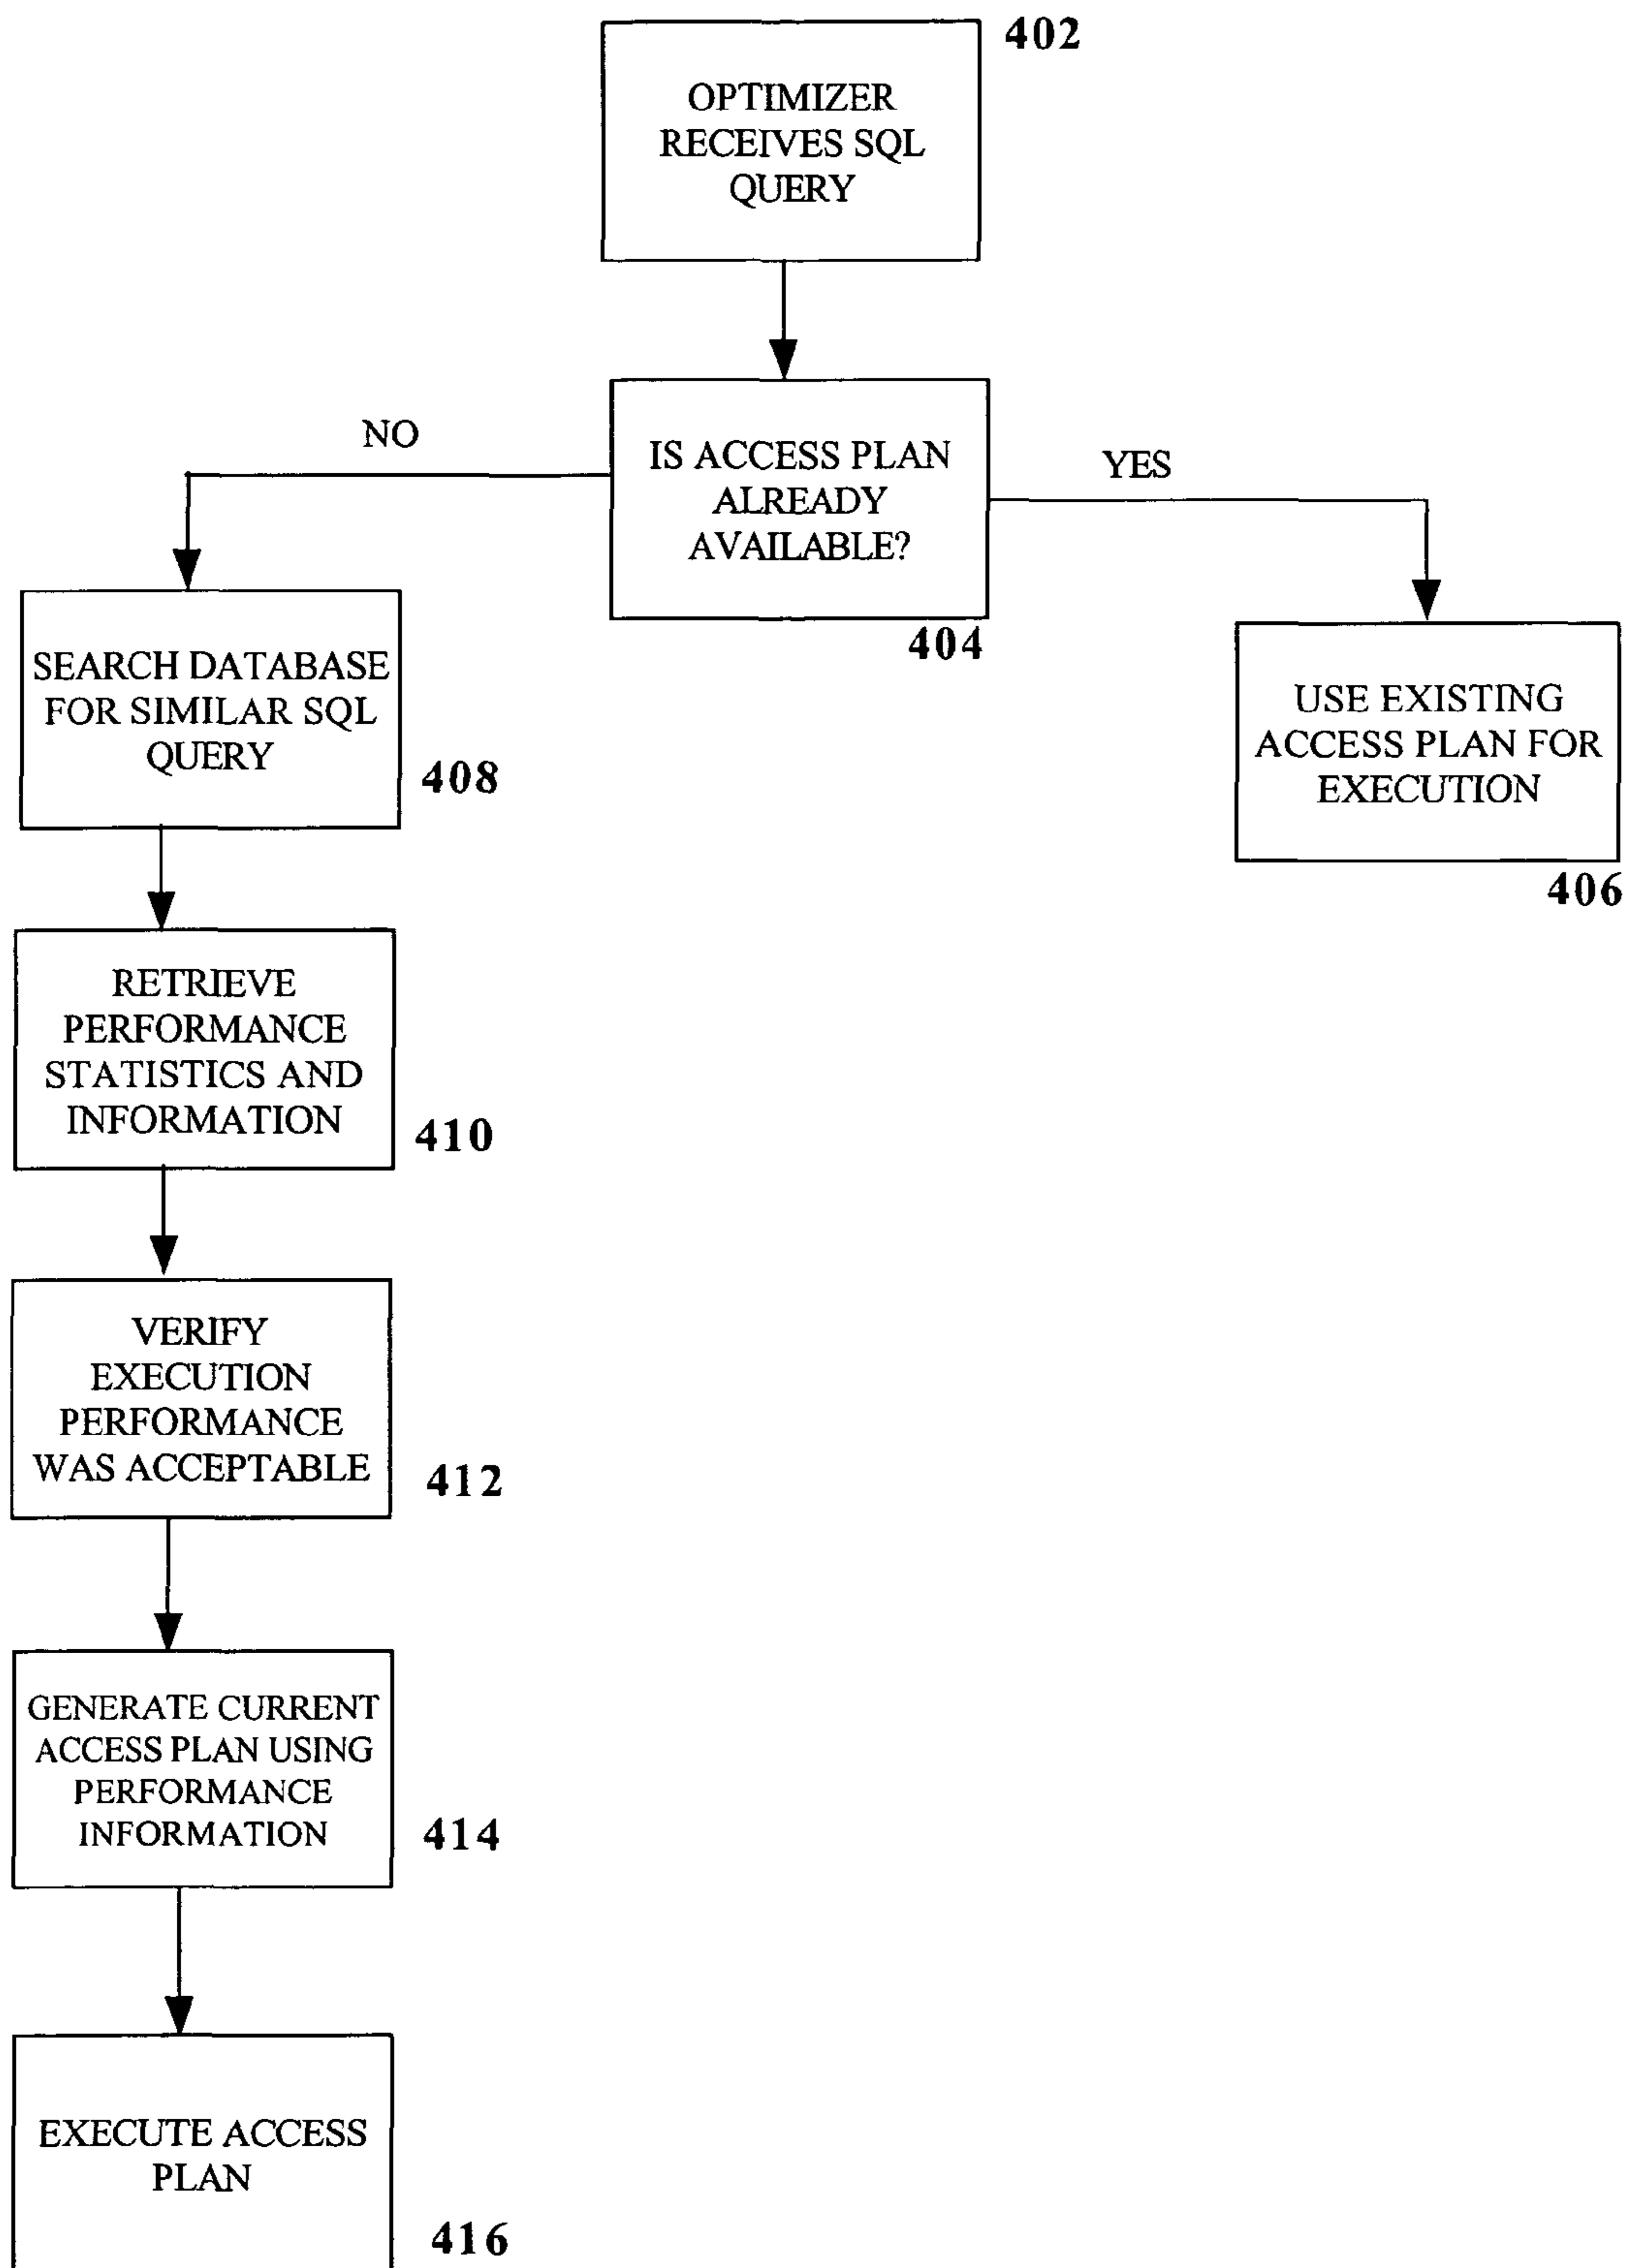 402
OPTIMIZER
RECEIVES SQL
QUERY
NO
IS ACCESS PLAN
ALREADY
AVAILABLE?
YES
404
SEARCH DATABASE
FOR SIMILAR SQL
QUERY
408
USE EXISTING
ACCESS PLAN FOR
EXECUTION
406
RETRIEVE
PERFORMANCE
STATISTICS AND
INFORMATION
410
VERIFY
EXECUTION
PERFORMANCE
WAS ACCEPTABLE
412
GENERATE CURRENT
ACCESS PLAN USING
PERFORMANCE
INFORMATION
414
EXECUTE ACCESS
PLAN
416